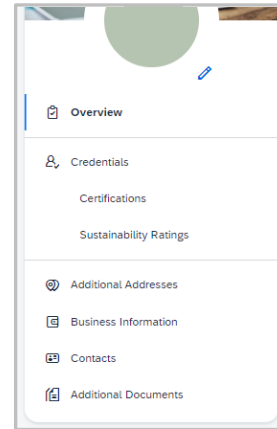 Overview
Credentials
Certifications
Sustainability Ratings
Additional Addresses
Business Information
Contacts
Additional Documents